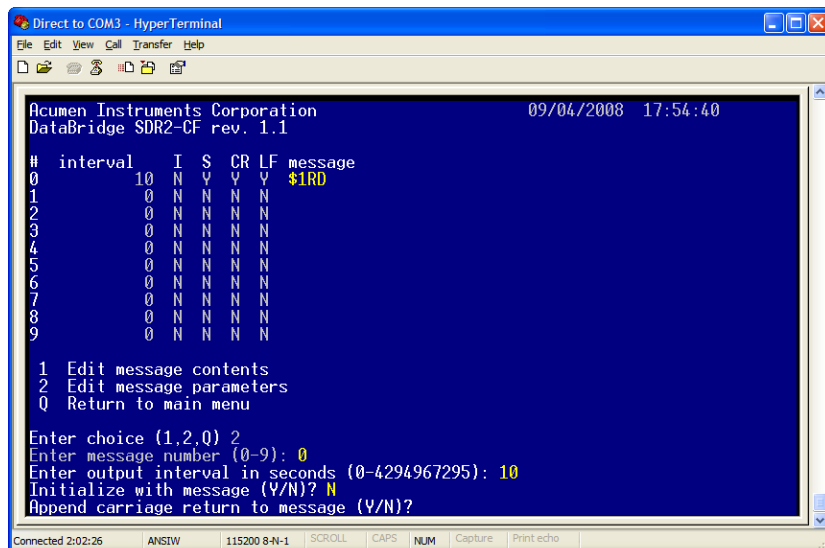 Direct to COM3 - HyperTerminal
File Edit View Call Transfer Help
Acumen Instruments Corporation 09/04/2008 17:54:40
DataBridge SDR2-CF rev. 1.1
# interval I S CR LF message
0 10 N Y Y Y $1RD
1 0 N N N N
2 0 N N N N
3 0 N N N N
4 0 N N N N
5 0 N N N N
6 0 N N N N
7 0 N N N N
8 0 N N N N
9 0 N N N N
1 Edit message contents
2 Edit message parameters
Q Return to main menu
Enter choice (1,2,Q) 2
Enter message number (0-9): 0
Enter output interval in seconds (0-4294967295): 10
Initialize with message (Y/N)? N
Append carriage return to message (Y/N)?
Connected 2:02:26 ANSIW 115200 8-N-1 SCROLL CAPS NUM Capture Print echo